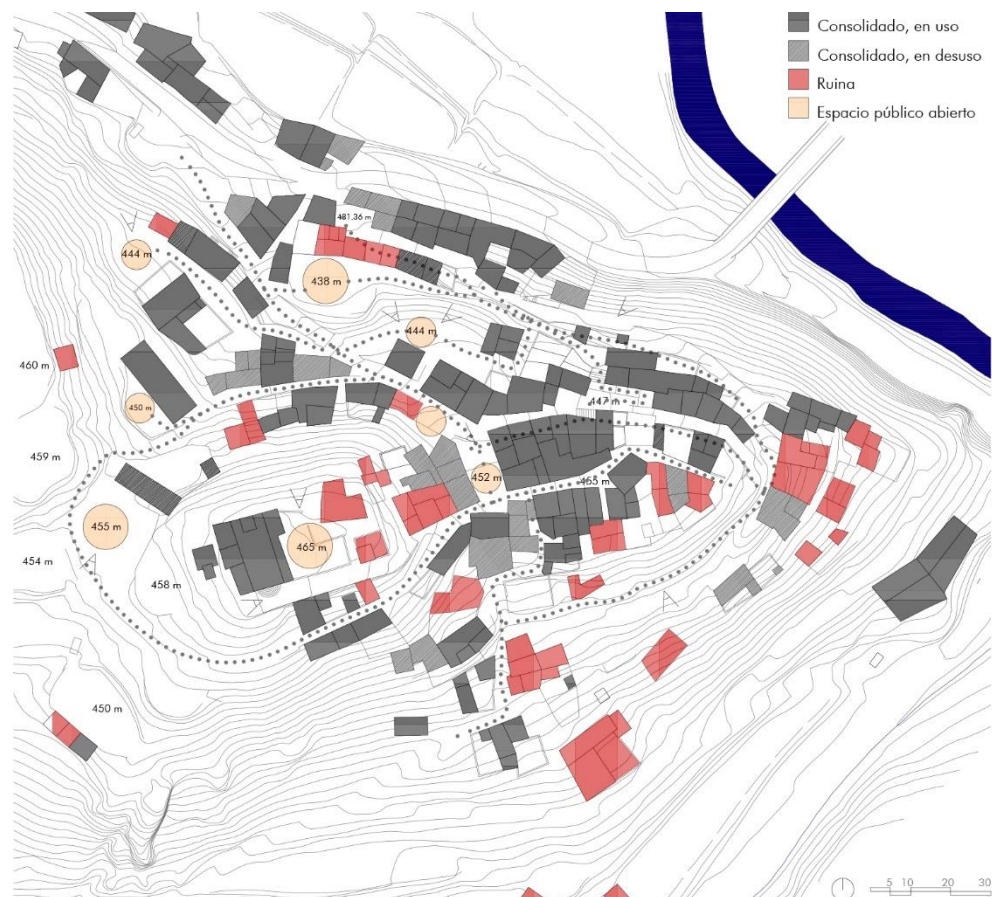 Consolidado, en uso
Consolidado, en desuso
Ruina
Espacio público abierto
431.36 m
444 m
438 m
444 m
460 m
450 m
447 m
459 m
452 m
465 m
455 m
465 m
454 m
458 m
450 m
5 10 20 30